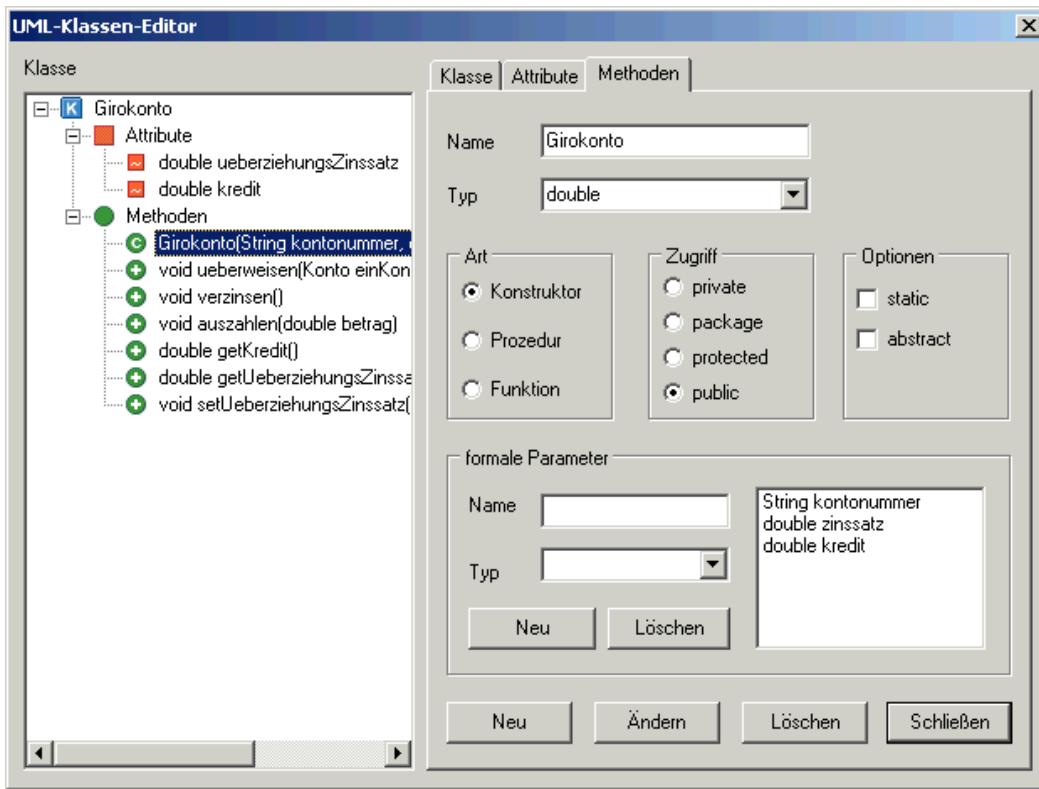 UML-Klassen-Editor
Klasse
Girokonto
Attribute
double ueberziehungsZinssatz
double kredit
Methoden
Girokonto(String kontonummer,
void ueberweisen(Konto einKon
void verzinsen()
void auszahlen(double betrag)
double getKredit()
double getUeberziehungsZinssa
void setUeberziehungsZinssatz(
Klasse Attribute Methoden
Name Girokonto
Typ double
Art
Konstruktor
Prozedur
Funktion
Zugriff
private
package
protected
public
Optionen
static
abstract
formale Parameter
Name
Typ
Neu Löschen
String kontonummer
double zinssatz
double kredit
Neu Ändern Löschen Schließen